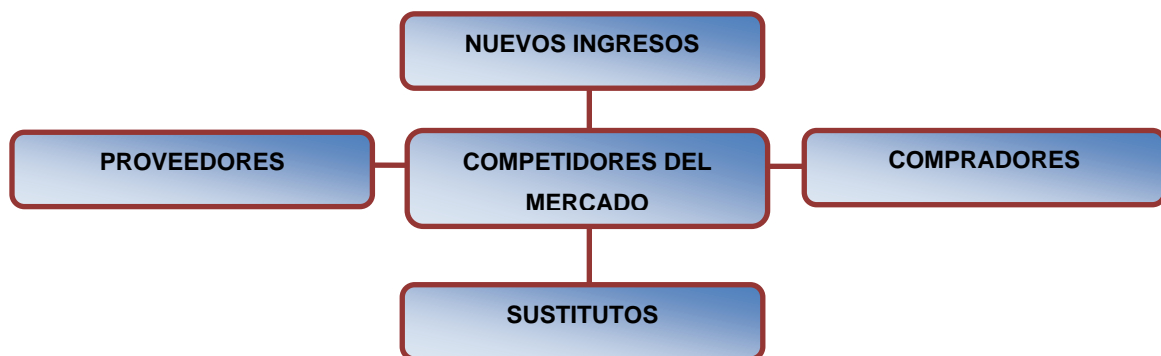 NUEVOS INGRESOS
PROVEEDORES
COMPETIDORES DEL
MERCADO
COMPRADORES
SUSTITUTOS